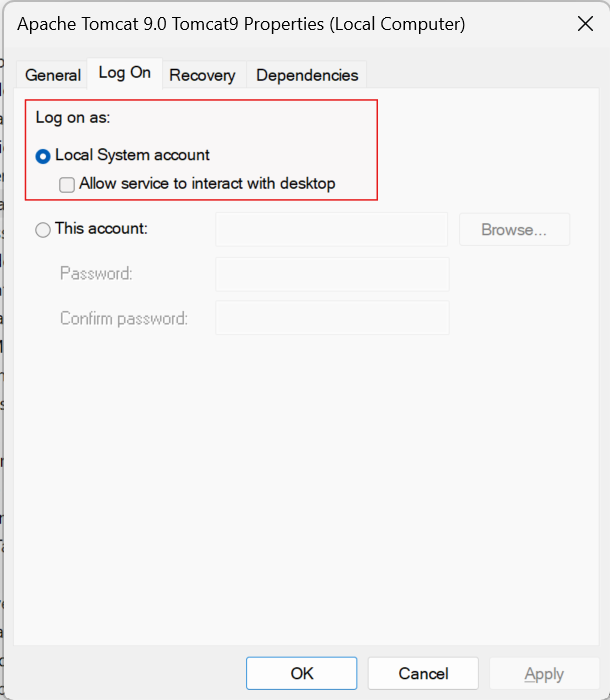 Apache Tomcat 9.0 Tomcat9 Properties (Local Computer)
General Log On Recovery Dependencies
Log on as:
Local System account
Allow service to interact with desktop
This account: Browse...
Password:
Confirm password:
OK Cancel Apply